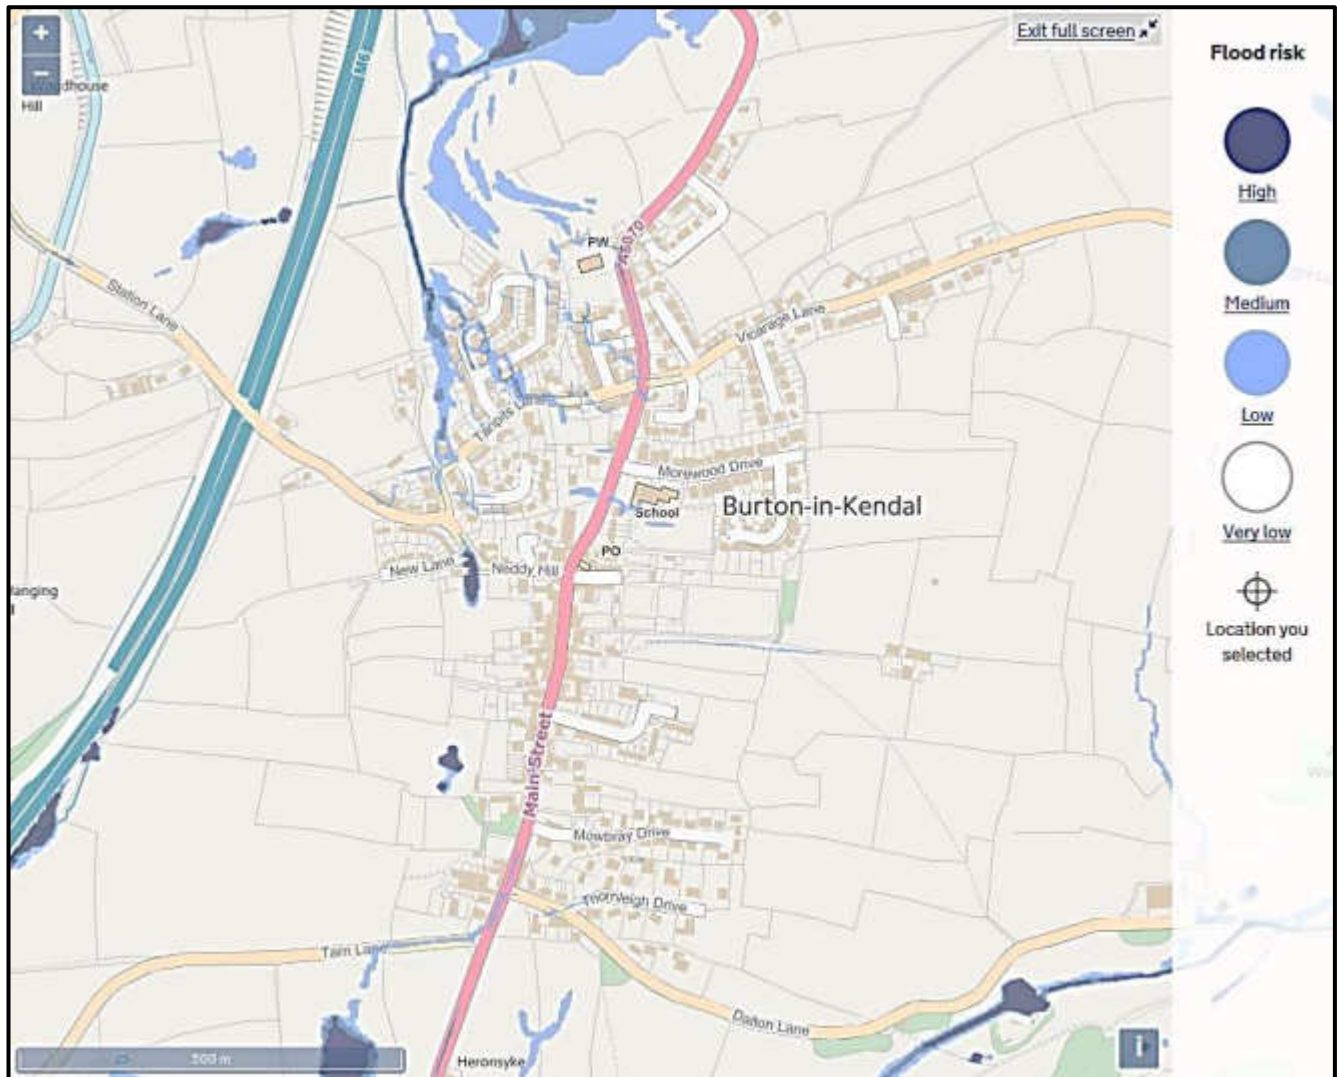 +
−
Hill
M6
Exit full screen
Flood risk
High
Medium
Low
Very low
Location you
selected
PW
A6070
Station Lane
Vicarage Lane
Tanpits Lane
Morewood Drive
School
Burton-in-Kendal
PO
New Lane
Neddy Hill
anging
Main Street
Mowbray Drive
Thornleigh Drive
Tarn Lane
Dalton Lane
Heronsyke
500 m
i